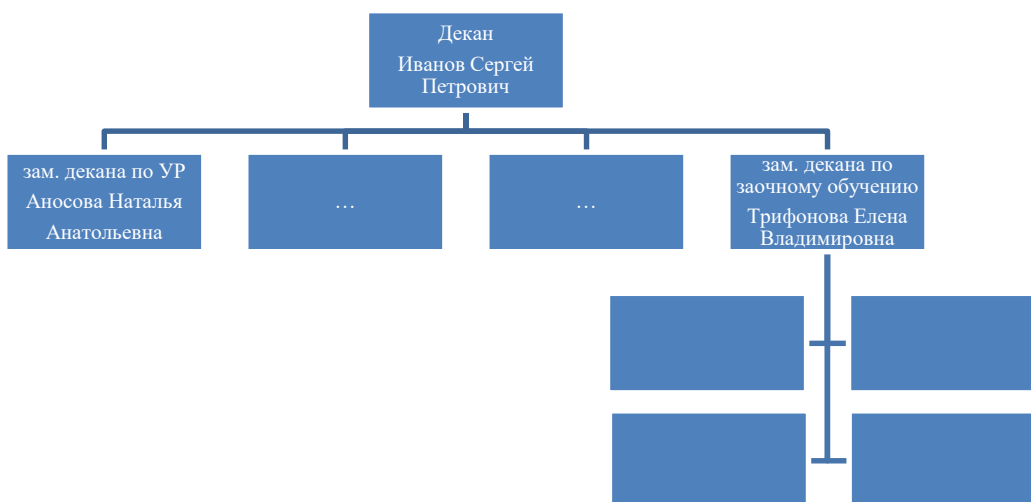 Декан
Иванов Сергей
Петрович
зам. декана по УР
Аносова Наталья
Анатольевна
…
…
зам. декана по
заочному обучению
Трифонова Елена
Владимировна